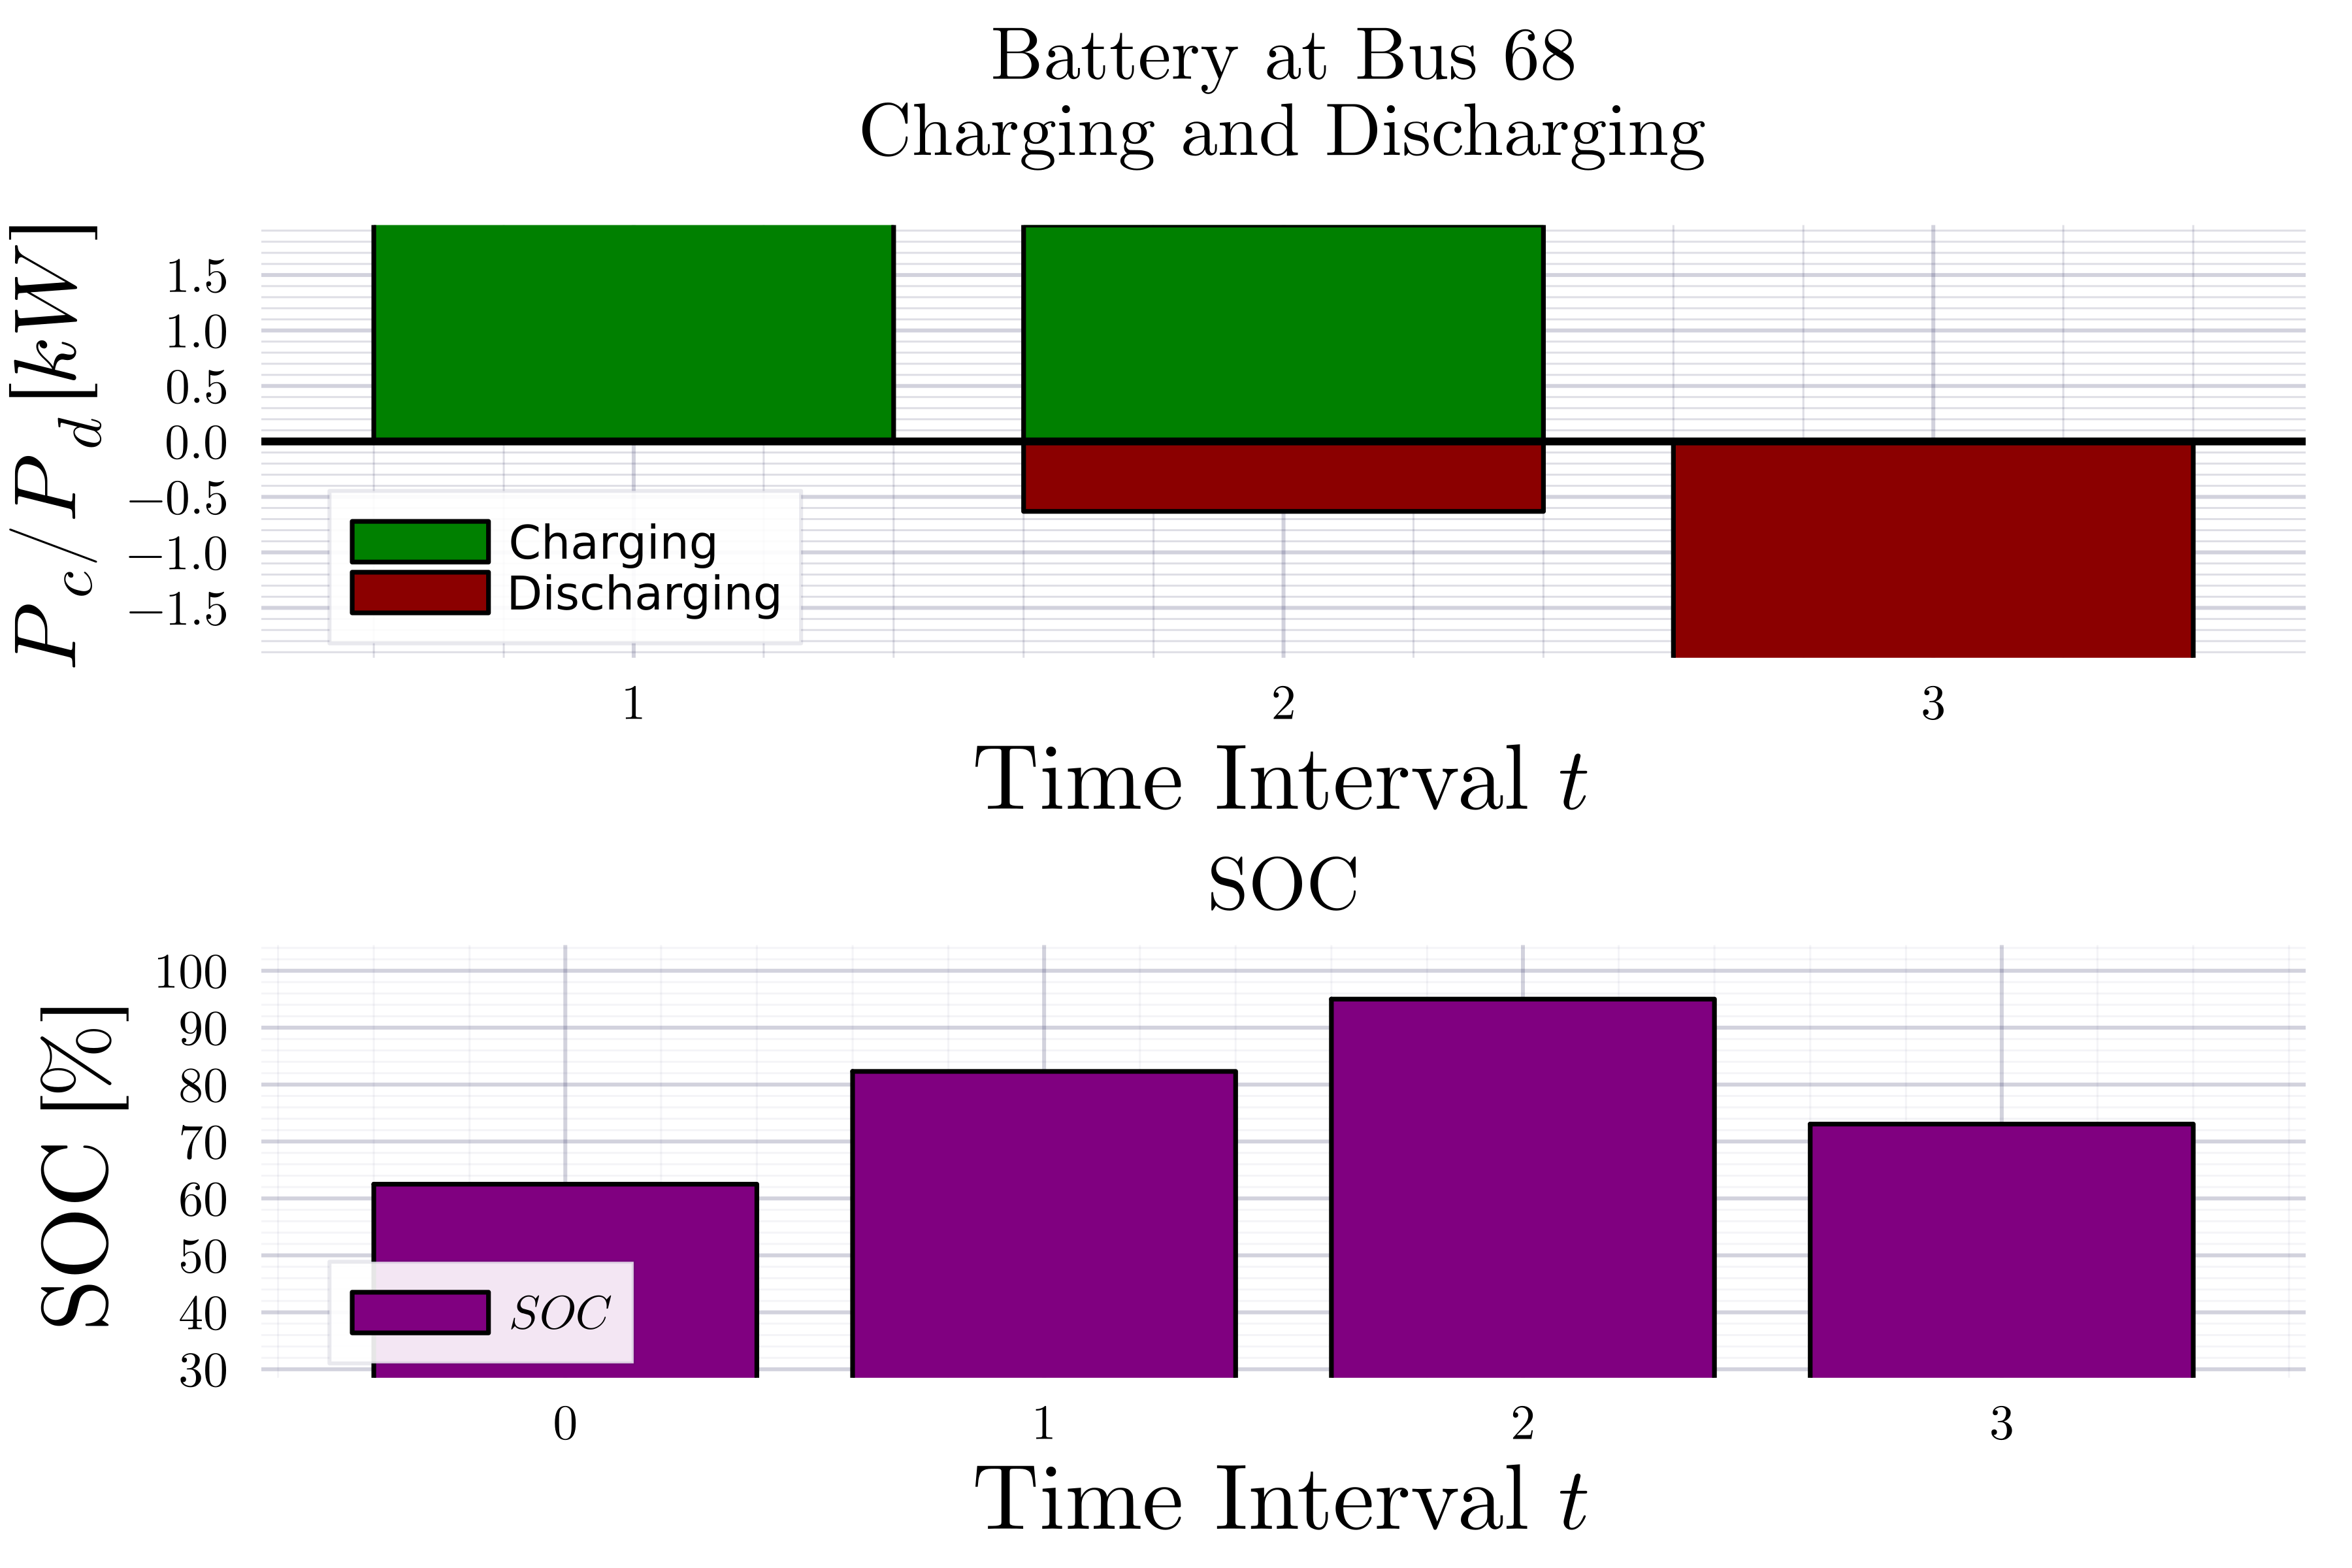 Battery at Bus 68
Charging and Discharging
P_c/P_d [kW]
1.5
1.0
0.5
0.0
−0.5
−1.0
−1.5
Charging
Discharging
1 2 3
Time Interval t
SOC
SOC [%]
100
90
80
70
60
50
40
30
SOC
0 1 2 3
Time Interval t